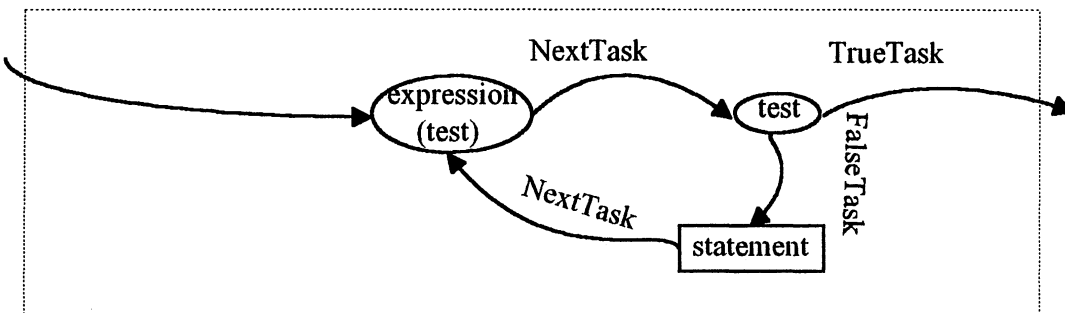 NextTask
TrueTask
expression
(test)
test
FalseTask
NextTask
statement